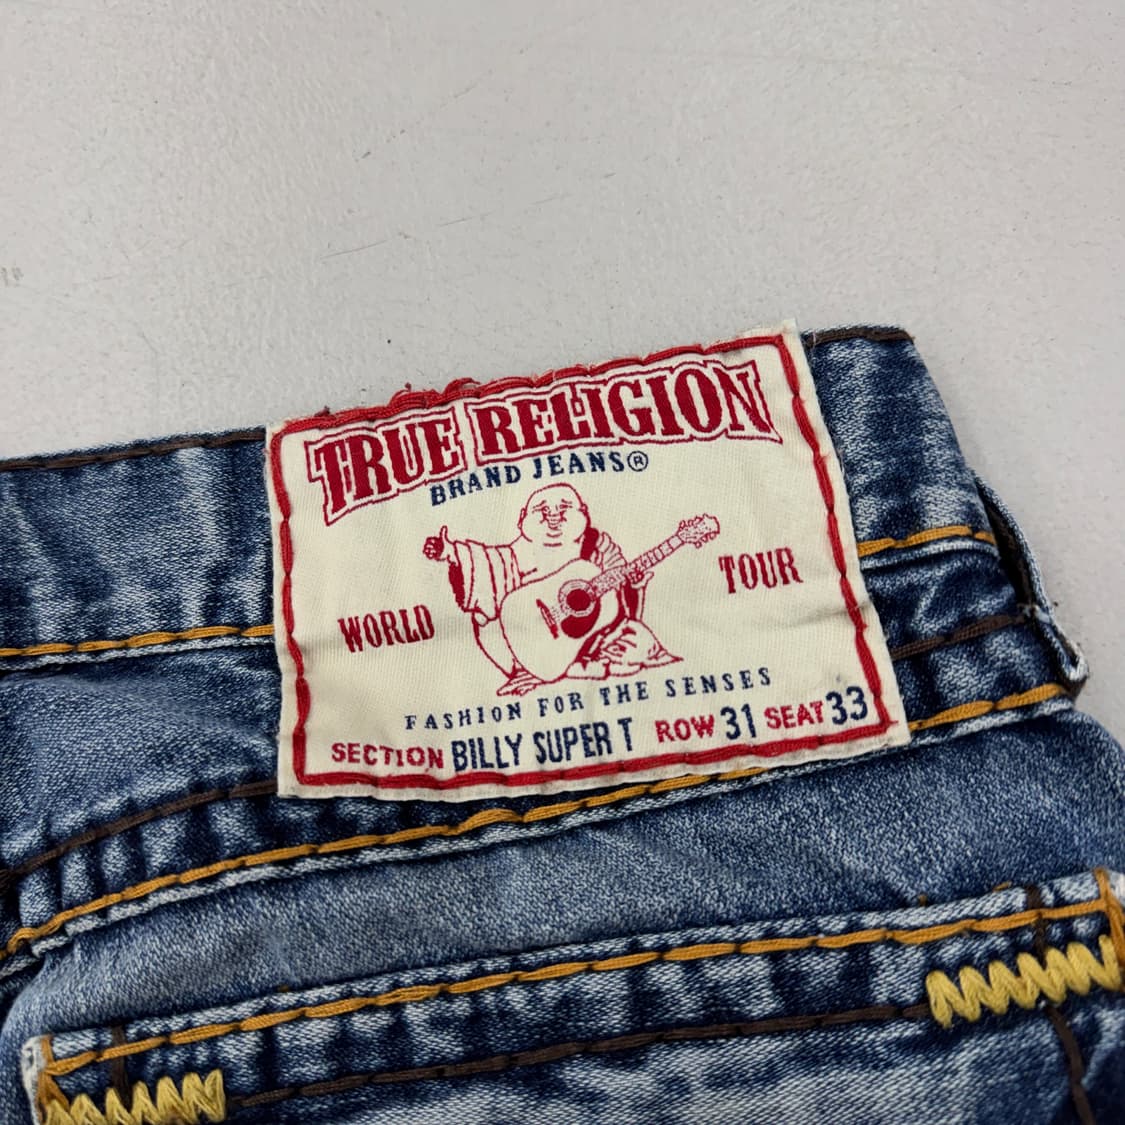 TRUE RELIGION
BRAND JEANS®
WORLD TOUR
FASHION FOR THE SENSES
SECTION BILLY SUPER T ROW 31 SEAT 33